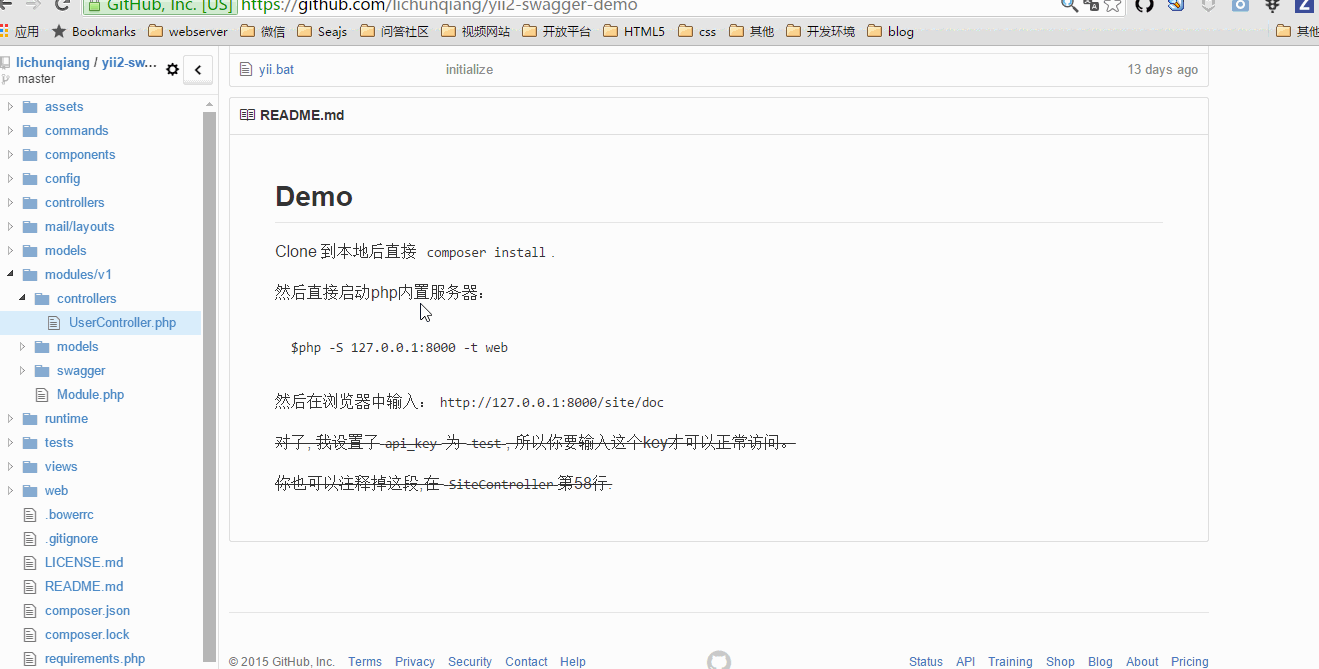 GitHub, Inc. [US] https://github.com/lichunqiang/yii2-swagger-demo
应用 Bookmarks webserver 微信 Seajs 问答社区 视频网站 开放平台 HTML5 css 其他 开发环境 blog 其他
lichunqiang / yii2-sw...
master
assets
commands
components
config
controllers
mail/layouts
models
modules/v1
controllers
UserController.php
models
swagger
Module.php
runtime
tests
views
web
.bowerrc
.gitignore
LICENSE.md
README.md
composer.json
composer.lock
requirements.php
yii.bat initialize 13 days ago
README.md
Demo
Clone 到本地后直接 composer install .
然后直接启动php内置服务器：
$php -S 127.0.0.1:8000 -t web
然后在浏览器中输入： http://127.0.0.1:8000/site/doc
对了, 我设置了 api_key 为 test , 所以你要输入这个key才可以正常访问。
你也可以注释掉这段,在 SiteController 第58行.
© 2015 GitHub, Inc. Terms Privacy Security Contact Help Status API Training Shop Blog About Pricing